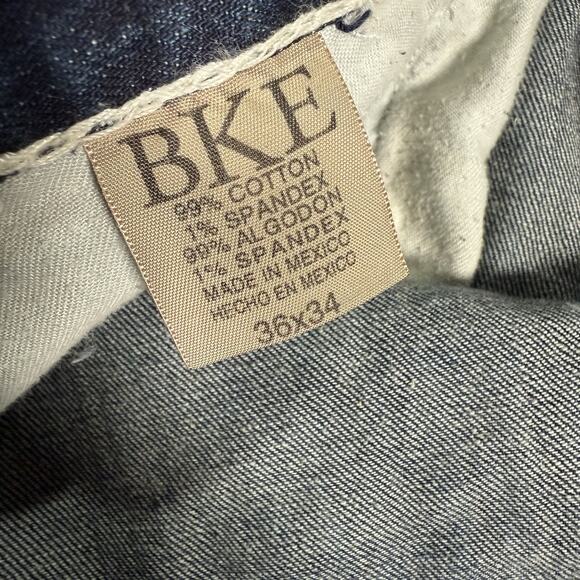 BKE
99% COTTON
1% SPANDEX
99% ALGODON
1% SPANDEX
MADE IN MEXICO
HECHO EN MEXICO
36x34